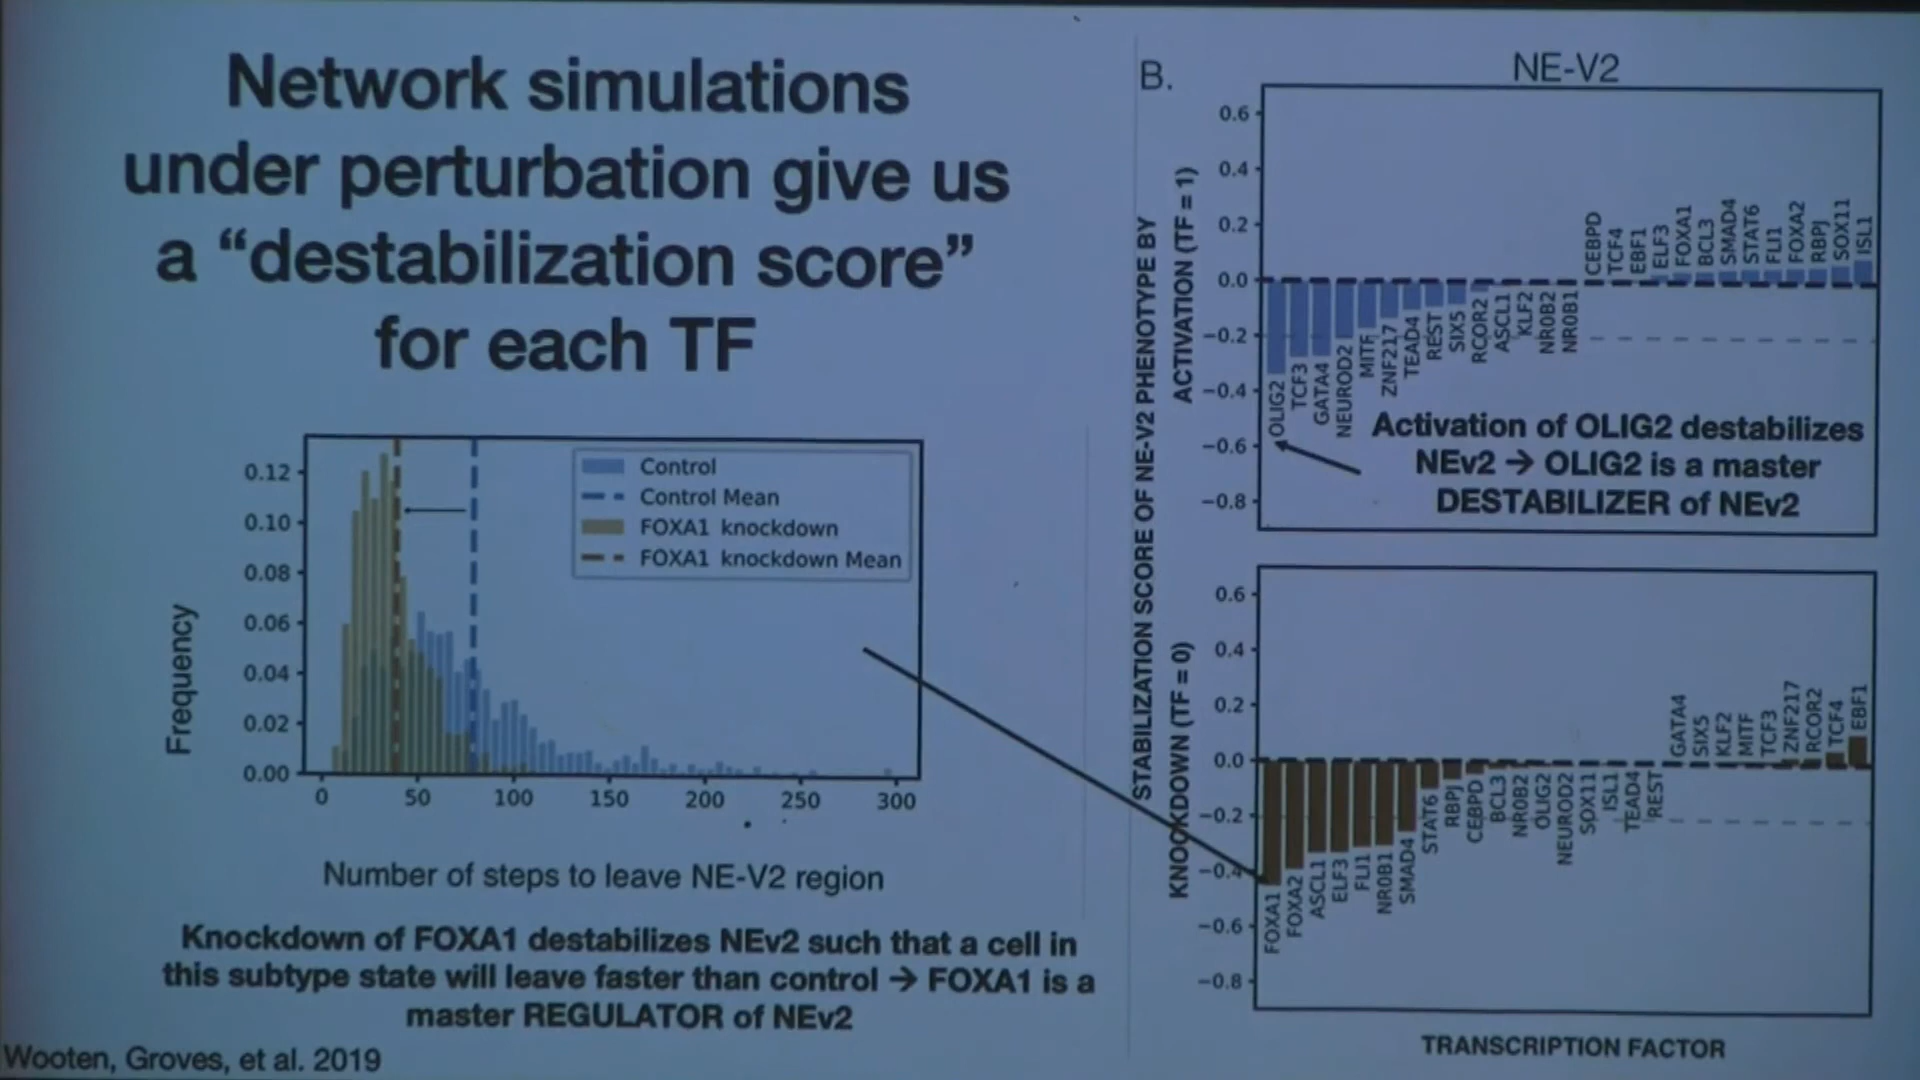 Network simulations
under perturbation give us
a “destabilization score”
for each TF
0.12
0.10
0.08
0.06
0.04
0.02
0.00
Frequency
0 50 100 150 200 250 300
Number of steps to leave NE-V2 region
Control
Control Mean
FOXA1 knockdown
FOXA1 knockdown Mean
Knockdown of FOXA1 destabilizes NEv2 such that a cell in
this subtype state will leave faster than control → FOXA1 is a
master REGULATOR of NEv2
Wooten, Groves, et al. 2019
B.
NE-V2
STABILIZATION SCORE OF NE-V2 PHENOTYPE BY
ACTIVATION (TF = 1)
0.6
0.4
0.2
0.0
−0.2
−0.4
−0.6
−0.8
OLIG2 TCF3 GATA4 NEUROD2 MITF ZNF217 TEAD4 REST SIX5 RCOR2 ASCL1 KLF2 NR0B2 NR0B1 CEBPD TCF4 EBF1 ELF3 FOXA1 BCL3 SMAD4 STAT6 FLI1 FOXA2 RBPJ SOX11 ISL1
Activation of OLIG2 destabilizes
NEv2 → OLIG2 is a master
DESTABILIZER of NEv2
KNOCKDOWN (TF = 0)
0.6
0.4
0.2
0.0
−0.2
−0.4
−0.6
−0.8
FOXA1 FOXA2 ASCL1 ELF3 FLI1 NR0B1 SMAD4 STAT6 RBPJ CEBPD BCL3 NR0B2 OLIG2 NEUROD2 SOX11 ISL1 TEAD4 REST GATA4 SIX5 KLF2 MITF TCF3 ZNF217 RCOR2 TCF4 EBF1
TRANSCRIPTION FACTOR